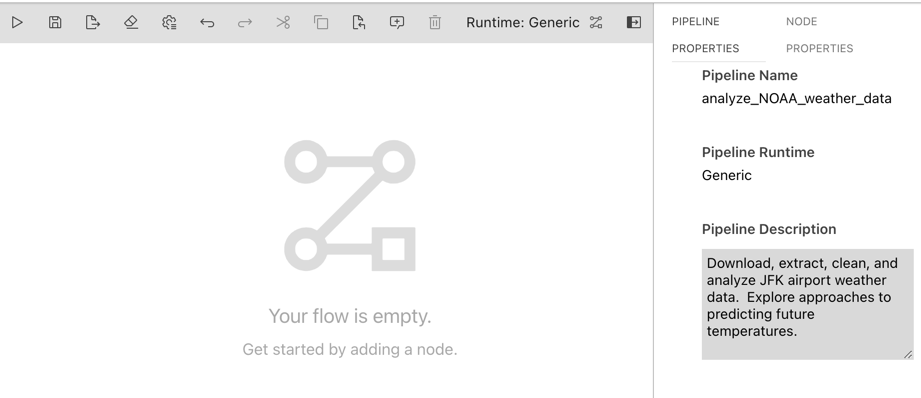 Runtime: Generic
PIPELINE
PROPERTIES
NODE
PROPERTIES
Pipeline Name
analyze_NOAA_weather_data
Pipeline Runtime
Generic
Pipeline Description
Download, extract, clean, and
analyze JFK airport weather
data.  Explore approaches to
predicting future
temperatures.
Your flow is empty.
Get started by adding a node.